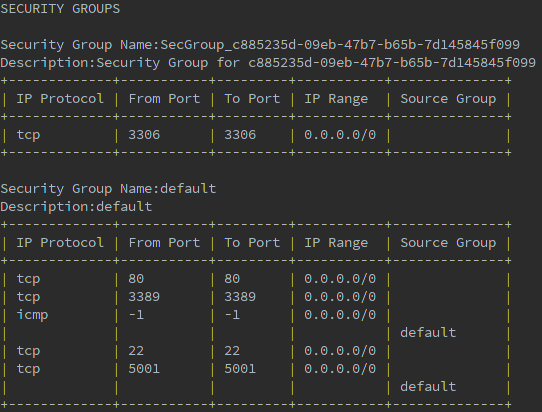 SECURITY GROUPS
Security Group Name:SecGroup_c885235d-09eb-47b7-b65b-7d145845f099
Description:Security Group for c885235d-09eb-47b7-b65b-7d145845f099
+-------------+-----------+---------+------------+--------------+
| IP Protocol | From Port | To Port | IP Range | Source Group |
+-------------+-----------+---------+------------+--------------+
| tcp | 3306 | 3306 | 0.0.0.0/0 | |
+-------------+-----------+---------+------------+--------------+
Security Group Name:default
Description:default
+-------------+-----------+---------+------------+--------------+
| IP Protocol | From Port | To Port | IP Range | Source Group |
+-------------+-----------+---------+------------+--------------+
| tcp | 80 | 80 | 0.0.0.0/0 | |
| tcp | 3389 | 3389 | 0.0.0.0/0 | |
| icmp | -1 | -1 | 0.0.0.0/0 | |
| | | | | default |
| tcp | 22 | 22 | 0.0.0.0/0 | |
| tcp | 5001 | 5001 | 0.0.0.0/0 | |
| | | | | default |
+-------------+-----------+---------+------------+--------------+